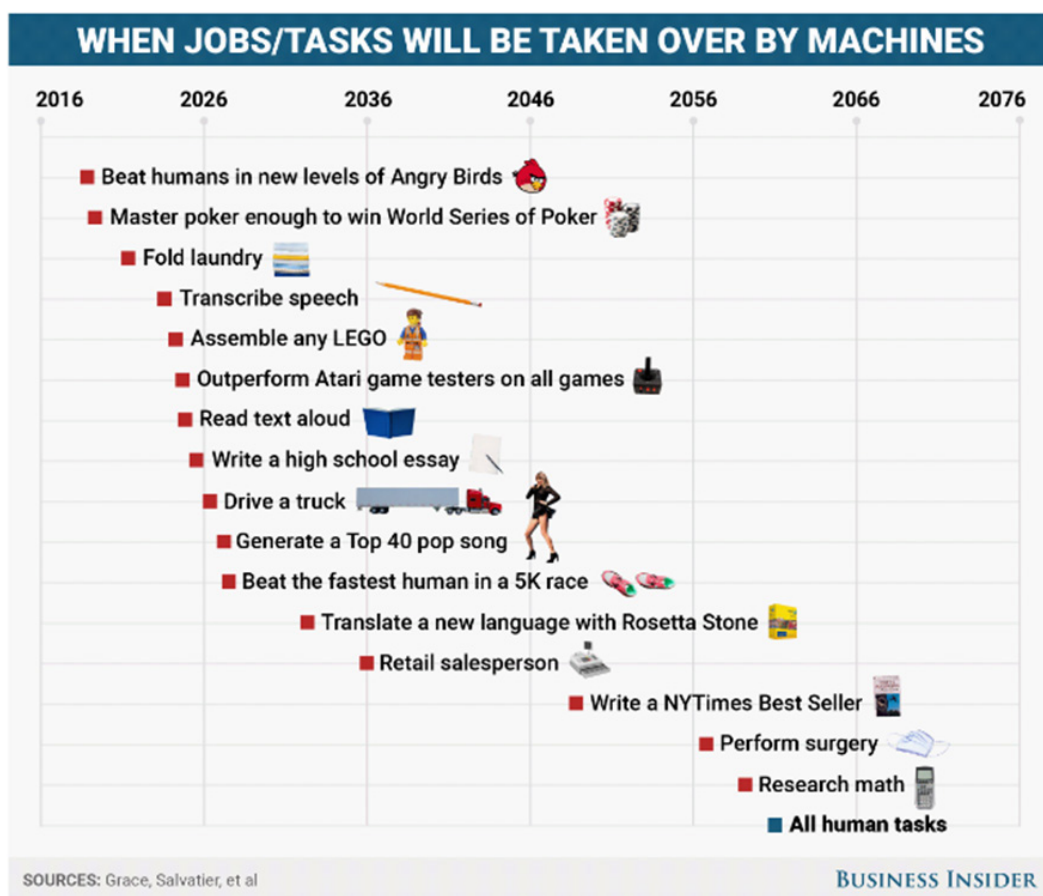 WHEN JOBS/TASKS WILL BE TAKEN OVER BY MACHINES
2016 2026 2036 2046 2056 2066 2076
Beat humans in new levels of Angry Birds
Master poker enough to win World Series of Poker
Fold laundry
Transcribe speech
Assemble any LEGO
Outperform Atari game testers on all games
Read text aloud
Write a high school essay
Drive a truck
Generate a Top 40 pop song
Beat the fastest human in a 5K race
Translate a new language with Rosetta Stone
Retail salesperson
Write a NYTimes Best Seller
Perform surgery
Research math
All human tasks
SOURCES: Grace, Salvatier, et al
BUSINESS INSIDER